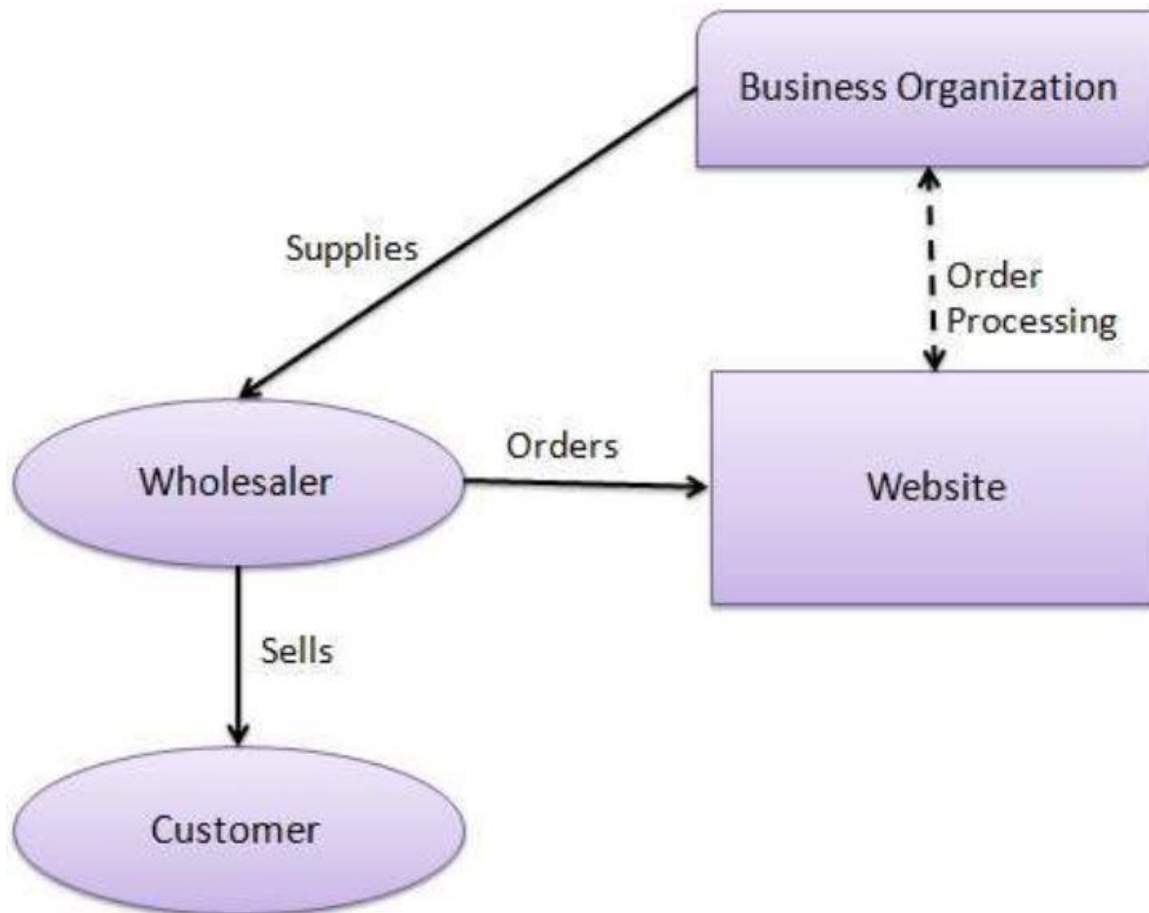 Business Organization
Supplies
Order
Processing
Wholesaler
Orders
Website
Sells
Customer